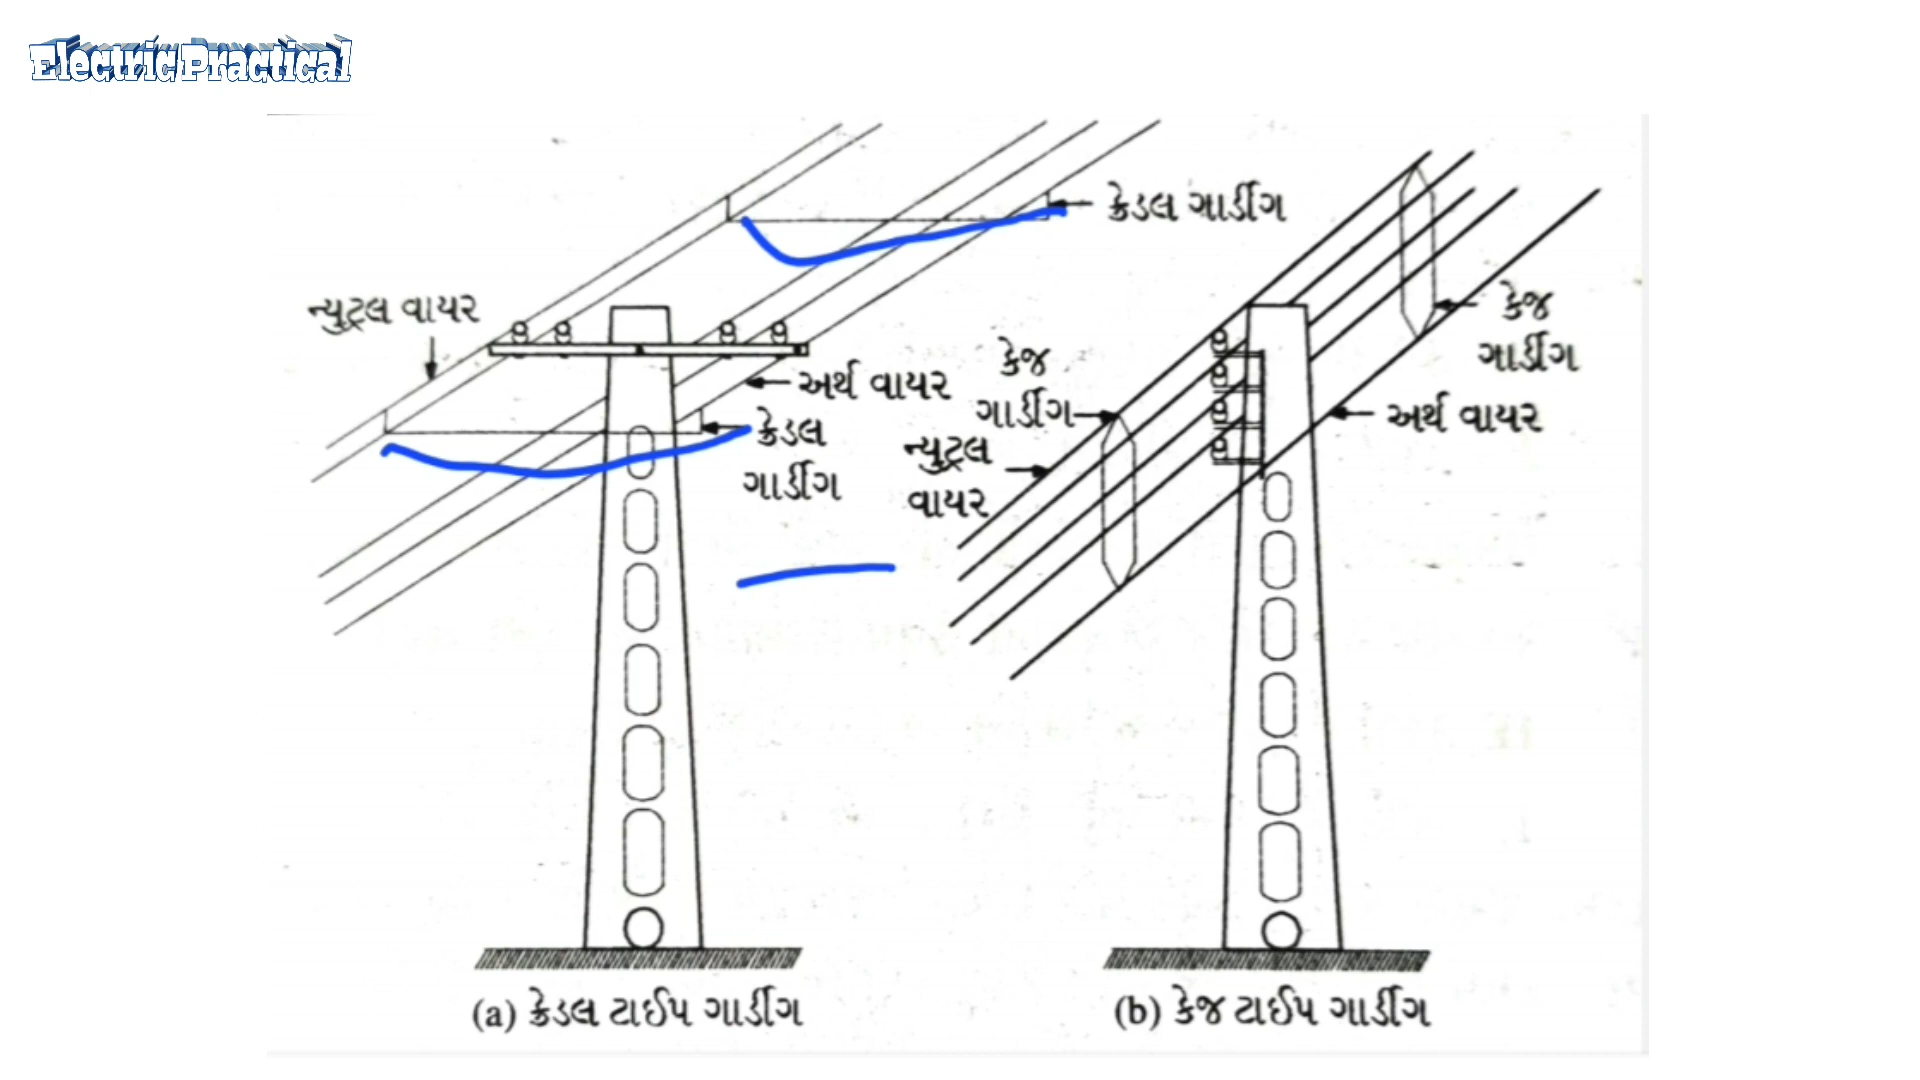 Electric Practical
ક્રેડલ ગાર્ડીંગ
ન્યુટ્રલ વાયર
અર્થ વાયર
ક્રેડલ
ગાર્ડીંગ
(a) ક્રેડલ ટાઈપ ગાર્ડીંગ
કેજ
ગાર્ડીંગ
કેજ
ગાર્ડીંગ
અર્થ વાયર
ન્યુટ્રલ
વાયર
(b) કેજ ટાઈપ ગાર્ડીંગ